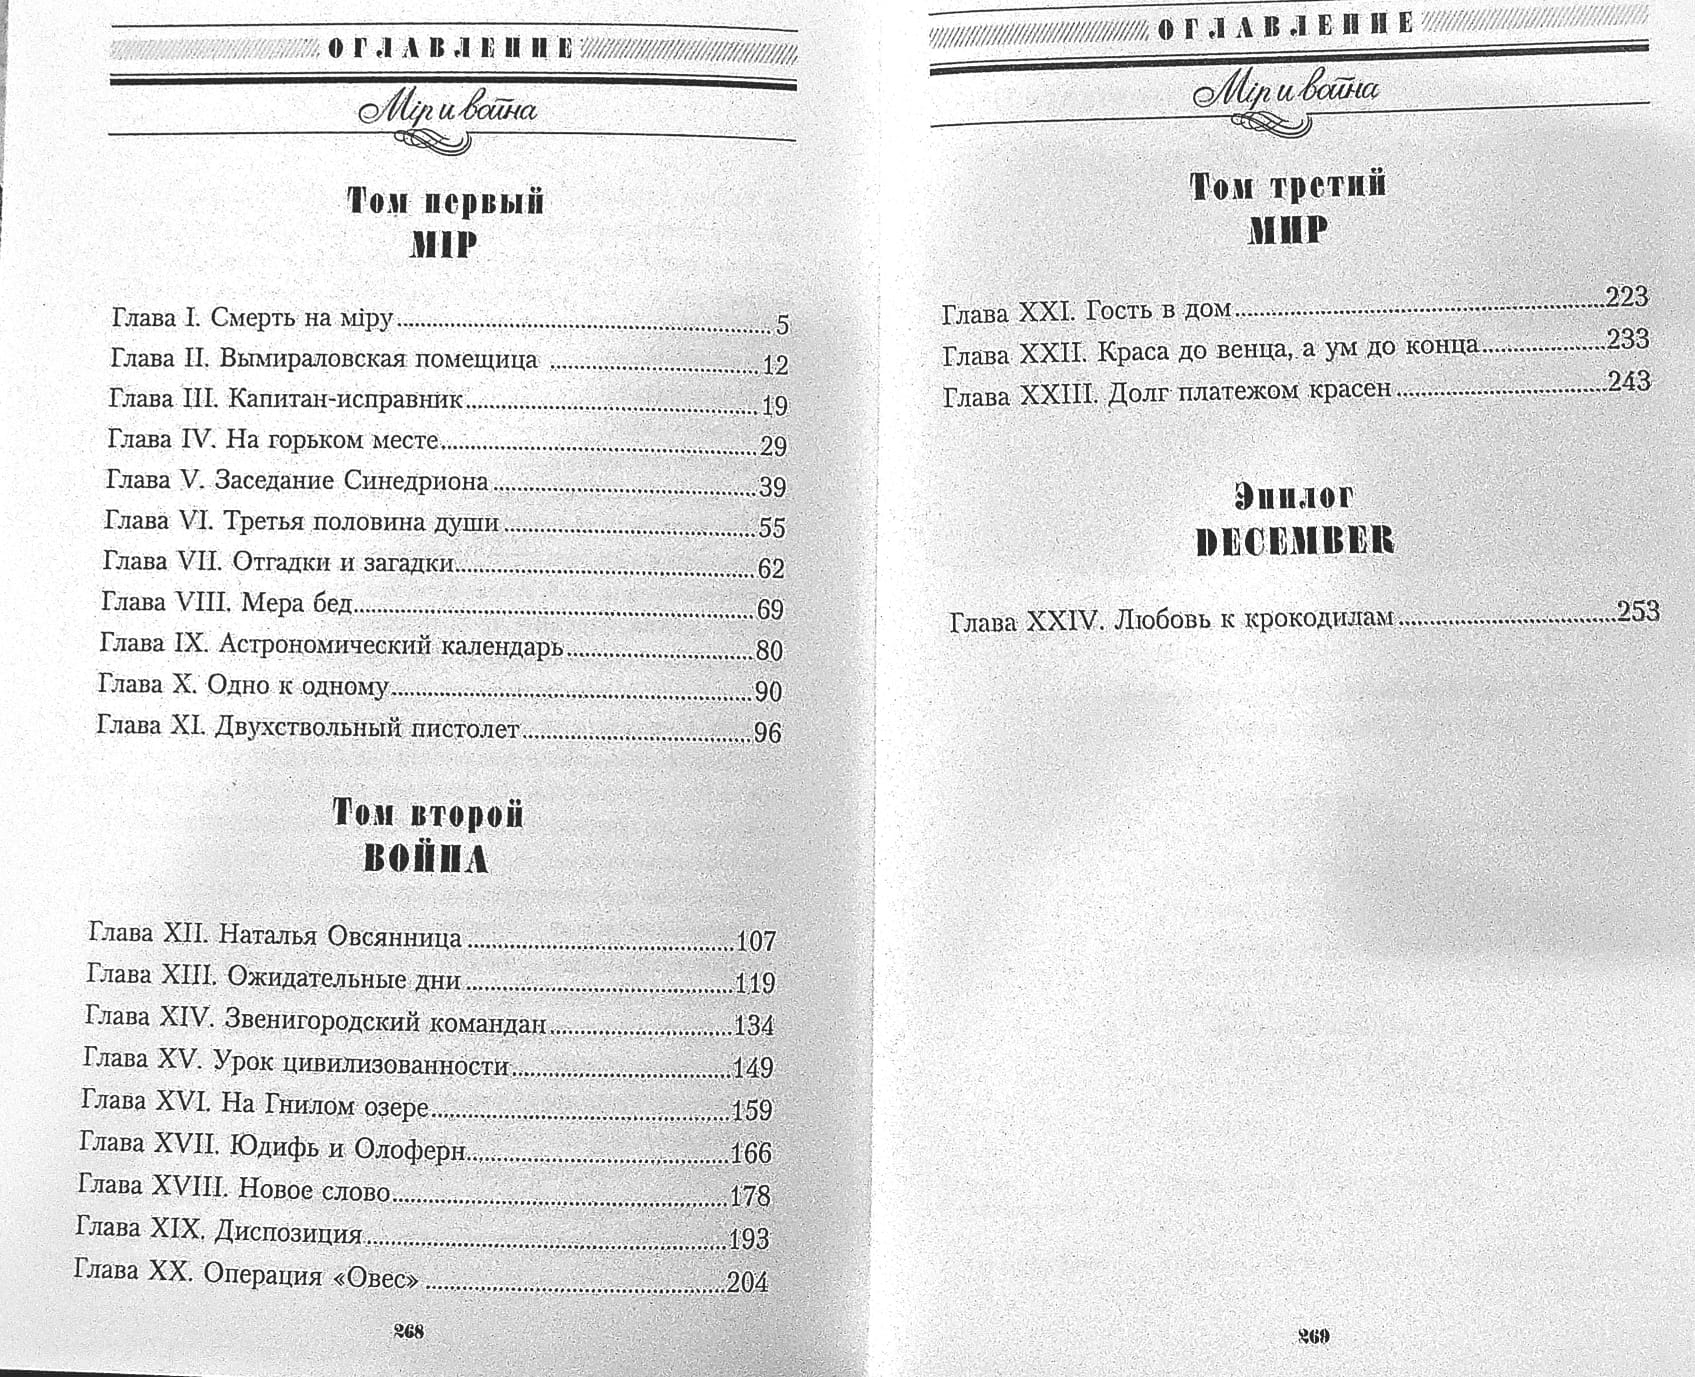 ОГЛАВЛЕНИЕ
Мір и война
Том первый
МІР
Глава I. Смерть на міру........................................5
Глава II. Вымираловская помещица ........................12
Глава III. Капитан-исправник................................19
Глава IV. На горьком месте....................................29
Глава V. Заседание Синедриона..............................39
Глава VI. Третья половина души............................55
Глава VII. Отгадки и загадки..................................62
Глава VIII. Мера бед..............................................69
Глава IX. Астрономический календарь....................80
Глава X. Одно к одному..........................................90
Глава XI. Двухствольный пистолет........................96
Том второй
ВОЙНА
Глава XII. Наталья Овсянница................................107
Глава XIII. Ожидательные дни................................119
Глава XIV. Звенигородский командан......................134
Глава XV. Урок цивилизованности..........................149
Глава XVI. На Гнилом озере....................................159
Глава XVII. Юдифь и Олоферн................................166
Глава XVIII. Новое слово........................................178
Глава XIX. Диспозиция..........................................193
Глава XX. Операция «Овес»....................................204
268
ОГЛАВЛЕНИЕ
Мір и война
Том третий
МИР
Глава XXI. Гость в дом............................................223
Глава XXII. Краса до венца, а ум до конца................233
Глава XXIII. Долг платежом красен........................243
Эпилог
DECEMBER
Глава XXIV. Любовь к крокодилам..........................253
269